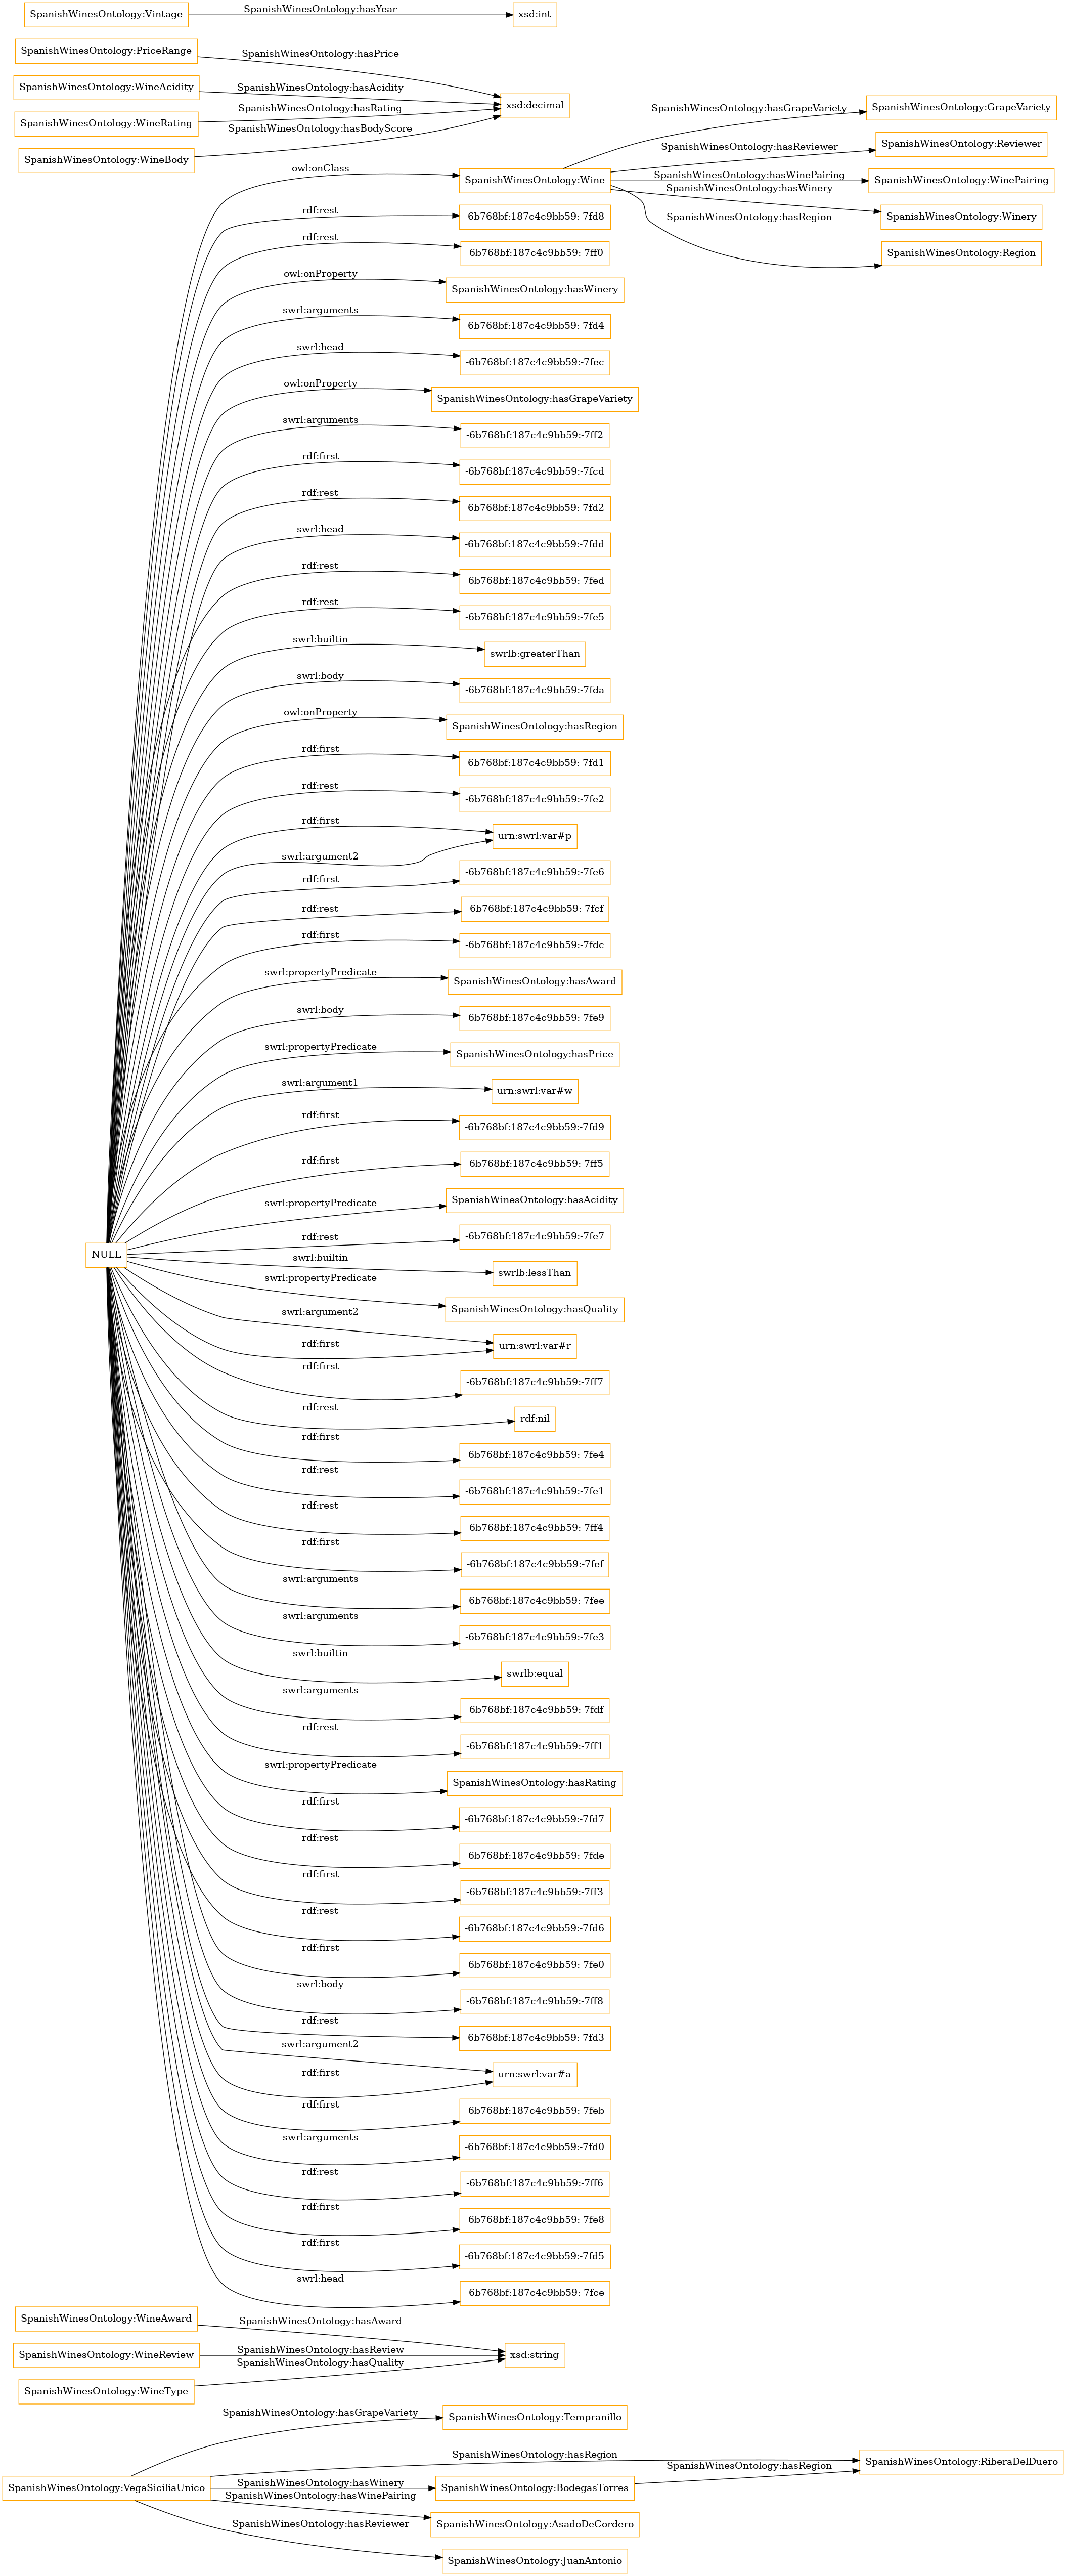 SpanishWinesOntology:Vintage
SpanishWinesOntology:hasYear
xsd:int
SpanishWinesOntology:PriceRange
SpanishWinesOntology:hasPrice
SpanishWinesOntology:WineAcidity
SpanishWinesOntology:hasAcidity
xsd:decimal
SpanishWinesOntology:WineRating
SpanishWinesOntology:hasRating
SpanishWinesOntology:WineBody
SpanishWinesOntology:hasBodyScore
owl:onClass
SpanishWinesOntology:Wine
SpanishWinesOntology:hasGrapeVariety
SpanishWinesOntology:GrapeVariety
SpanishWinesOntology:hasReviewer
SpanishWinesOntology:Reviewer
SpanishWinesOntology:hasWinePairing
SpanishWinesOntology:WinePairing
SpanishWinesOntology:hasWinery
SpanishWinesOntology:Winery
SpanishWinesOntology:hasRegion
SpanishWinesOntology:Region
rdf:rest
-6b768bf:187c4c9bb59:-7fd8
rdf:rest
-6b768bf:187c4c9bb59:-7ff0
owl:onProperty
SpanishWinesOntology:hasWinery
swrl:arguments
-6b768bf:187c4c9bb59:-7fd4
swrl:head
-6b768bf:187c4c9bb59:-7fec
owl:onProperty
SpanishWinesOntology:hasGrapeVariety
swrl:arguments
-6b768bf:187c4c9bb59:-7ff2
rdf:first
-6b768bf:187c4c9bb59:-7fcd
rdf:rest
-6b768bf:187c4c9bb59:-7fd2
swrl:head
-6b768bf:187c4c9bb59:-7fdd
rdf:rest
-6b768bf:187c4c9bb59:-7fed
rdf:rest
-6b768bf:187c4c9bb59:-7fe5
swrl:builtin
swrlb:greaterThan
swrl:body
-6b768bf:187c4c9bb59:-7fda
owl:onProperty
SpanishWinesOntology:hasRegion
rdf:first
-6b768bf:187c4c9bb59:-7fd1
rdf:rest
-6b768bf:187c4c9bb59:-7fe2
rdf:first
urn:swrl:var#p
swrl:argument2
rdf:first
-6b768bf:187c4c9bb59:-7fe6
rdf:rest
-6b768bf:187c4c9bb59:-7fcf
rdf:first
-6b768bf:187c4c9bb59:-7fdc
swrl:propertyPredicate
SpanishWinesOntology:hasAward
swrl:body
-6b768bf:187c4c9bb59:-7fe9
swrl:propertyPredicate
SpanishWinesOntology:hasPrice
swrl:argument1
urn:swrl:var#w
rdf:first
-6b768bf:187c4c9bb59:-7fd9
rdf:first
-6b768bf:187c4c9bb59:-7ff5
swrl:propertyPredicate
SpanishWinesOntology:hasAcidity
NULL
rdf:rest
-6b768bf:187c4c9bb59:-7fe7
swrl:builtin
swrlb:lessThan
swrl:propertyPredicate
SpanishWinesOntology:hasQuality
swrl:argument2
urn:swrl:var#r
rdf:first
rdf:first
-6b768bf:187c4c9bb59:-7ff7
rdf:rest
rdf:nil
rdf:first
-6b768bf:187c4c9bb59:-7fe4
rdf:rest
-6b768bf:187c4c9bb59:-7fe1
rdf:rest
-6b768bf:187c4c9bb59:-7ff4
rdf:first
-6b768bf:187c4c9bb59:-7fef
swrl:arguments
-6b768bf:187c4c9bb59:-7fee
swrl:arguments
-6b768bf:187c4c9bb59:-7fe3
swrl:builtin
swrlb:equal
swrl:arguments
-6b768bf:187c4c9bb59:-7fdf
rdf:rest
-6b768bf:187c4c9bb59:-7ff1
swrl:propertyPredicate
SpanishWinesOntology:hasRating
rdf:first
-6b768bf:187c4c9bb59:-7fd7
rdf:rest
-6b768bf:187c4c9bb59:-7fde
rdf:first
-6b768bf:187c4c9bb59:-7ff3
rdf:rest
-6b768bf:187c4c9bb59:-7fd6
rdf:first
-6b768bf:187c4c9bb59:-7fe0
swrl:body
-6b768bf:187c4c9bb59:-7ff8
rdf:rest
-6b768bf:187c4c9bb59:-7fd3
swrl:argument2
urn:swrl:var#a
rdf:first
rdf:first
-6b768bf:187c4c9bb59:-7feb
swrl:arguments
-6b768bf:187c4c9bb59:-7fd0
rdf:rest
-6b768bf:187c4c9bb59:-7ff6
rdf:first
-6b768bf:187c4c9bb59:-7fe8
rdf:first
-6b768bf:187c4c9bb59:-7fd5
swrl:head
-6b768bf:187c4c9bb59:-7fce
SpanishWinesOntology:WineAward
SpanishWinesOntology:hasAward
SpanishWinesOntology:WineReview
SpanishWinesOntology:hasReview
xsd:string
SpanishWinesOntology:hasQuality
SpanishWinesOntology:WineType
SpanishWinesOntology:hasGrapeVariety
SpanishWinesOntology:Tempranillo
SpanishWinesOntology:hasRegion
SpanishWinesOntology:RiberaDelDuero
SpanishWinesOntology:VegaSiciliaUnico
SpanishWinesOntology:hasWinery
SpanishWinesOntology:BodegasTorres
SpanishWinesOntology:hasRegion
SpanishWinesOntology:hasWinePairing
SpanishWinesOntology:AsadoDeCordero
SpanishWinesOntology:hasReviewer
SpanishWinesOntology:JuanAntonio